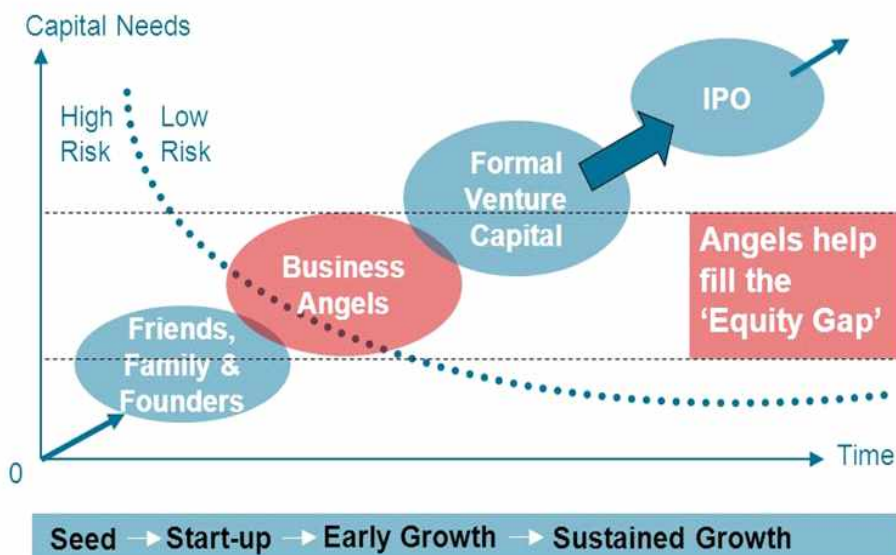 Capital Needs
High Risk
Low Risk
IPO
Formal
Venture
Capital
Business
Angels
Angels help
fill the
‘Equity Gap’
Friends,
Family &
Founders
0
Time
Seed → Start-up → Early Growth → Sustained Growth